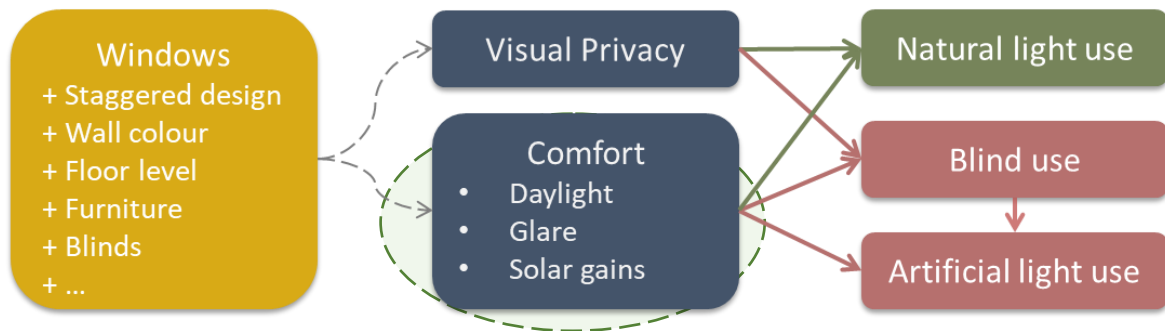 Windows
+ Staggered design
+ Wall colour
+ Floor level
+ Furniture
+ Blinds
+ ...
Visual Privacy
Comfort
• Daylight
• Glare
• Solar gains
Natural light use
Blind use
Artificial light use